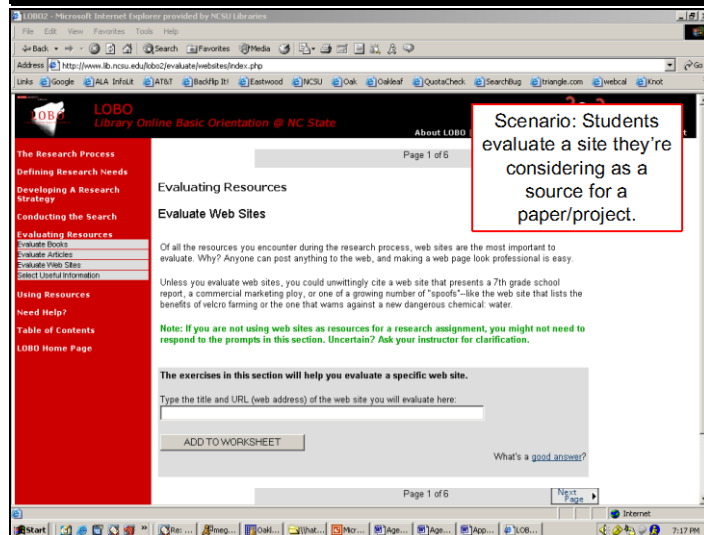 LOBO2 - Microsoft Internet Explorer provided by NCSU Libraries
File Edit View Favorites Tools Help
Back Search Favorites Media
Address http://www.lib.ncsu.edu/lobo2/evaluate/websites/index.php Go
Links Google ALA InfoLit AT&T Backflip It! Eastwood NCSU Oak Oakleaf QuotaCheck SearchBug triangle.com webcal Knot
LOBO
LOBO
Library Online Basic Orientation @ NC State
About LOBO
Scenario: Students
evaluate a site they're
considering as a
source for a
paper/project.
The Research Process
Defining Research Needs
Developing A Research
Strategy
Conducting the Search
Evaluating Resources
Evaluate Books
Evaluate Articles
Evaluate Web Sites
Select Useful Information
Using Resources
Need Help?
Table of Contents
LOBO Home Page
Page 1 of 6
Evaluating Resources
Evaluate Web Sites
Of all the resources you encounter during the research process, web sites are the most important to
evaluate. Why? Anyone can post anything to the web, and making a web page look professional is easy.
Unless you evaluate web sites, you could unwittingly cite a web site that presents a 7th grade school
report, a commercial marketing ploy, or one of a growing number of "spoofs"--like the web site that lists the
benefits of velcro farming or the one that warns against a new dangerous chemical: water.
Note: If you are not using web sites as resources for a research assignment, you might not need to
respond to the prompts in this section. Uncertain? Ask your instructor for clarification.
The exercises in this section will help you evaluate a specific web site.
Type the title and URL (web address) of the web site you will evaluate here:
ADD TO WORKSHEET
What's a good answer?
Page 1 of 6
Next
Page
Internet
Start Re: ... meg... Oakl... What... Micr... Age... Age... App... LOB... 7:17 PM